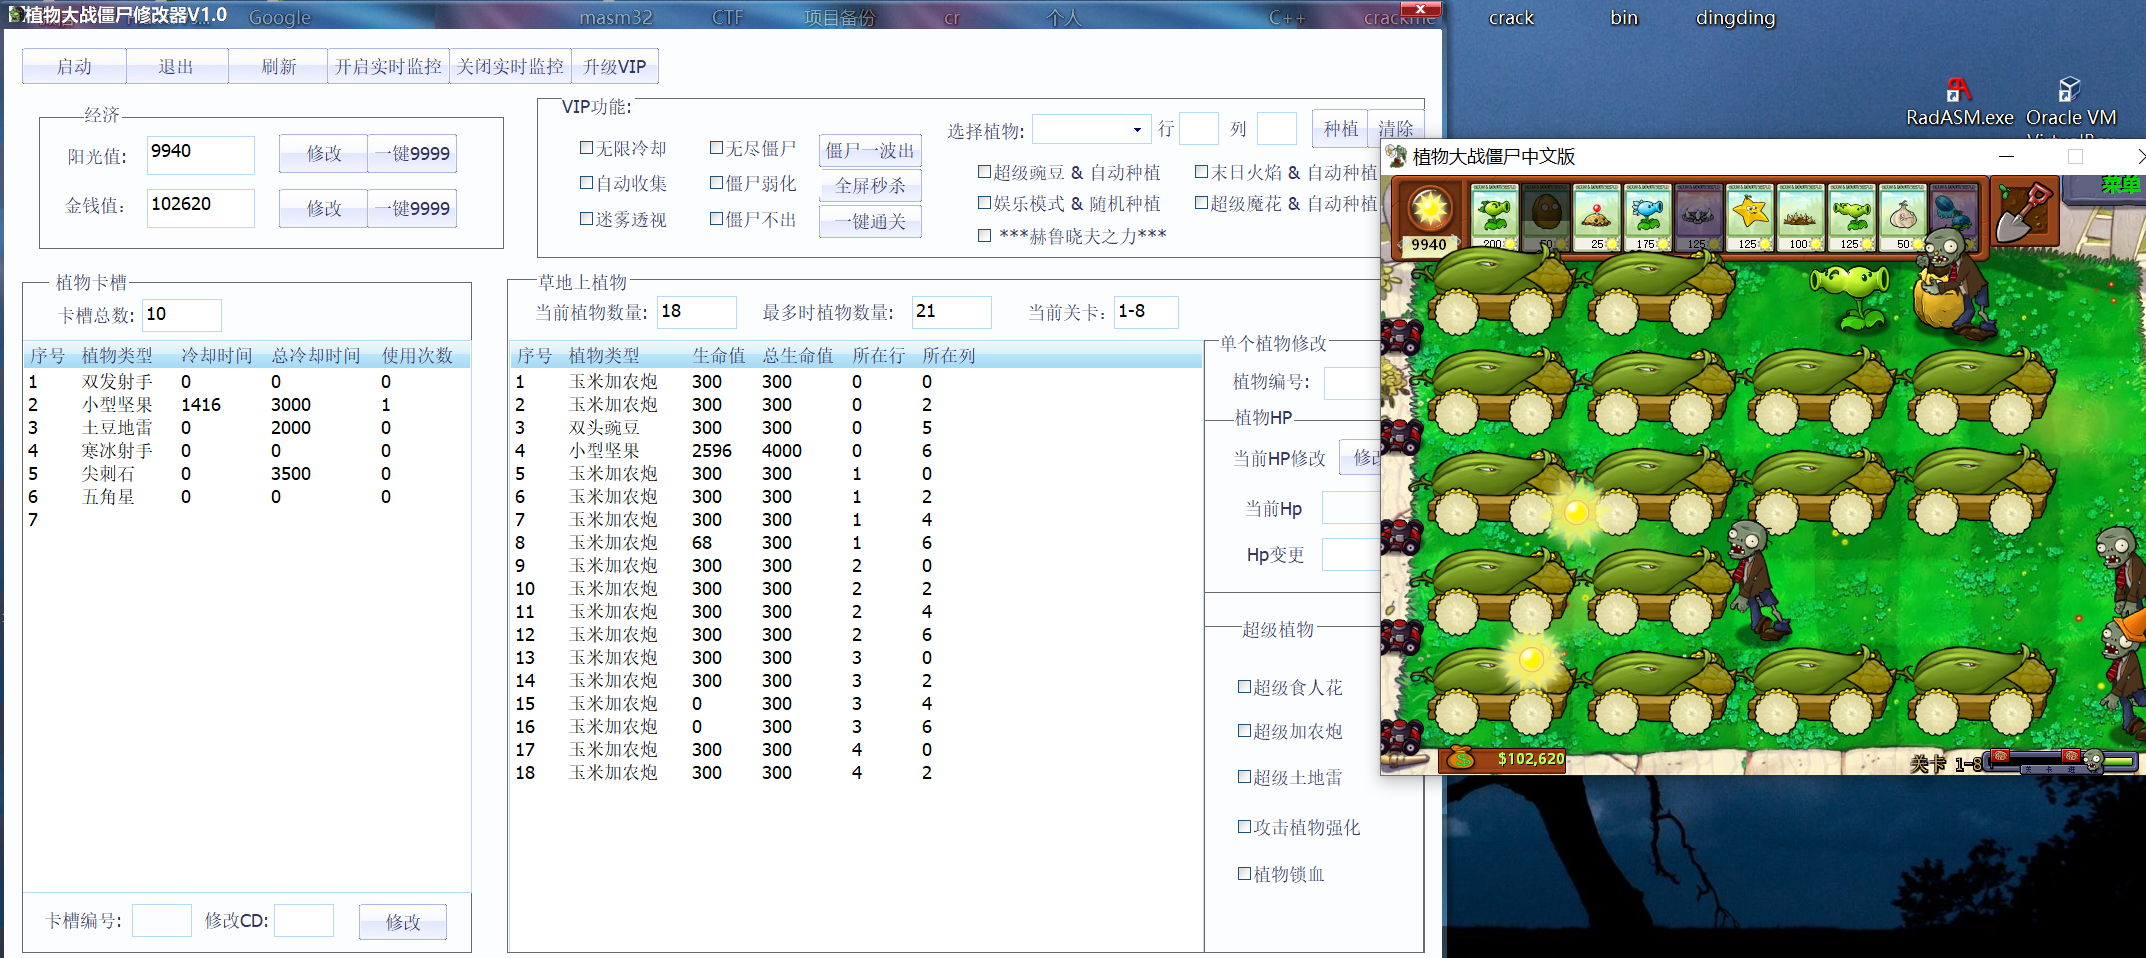 植物大战僵尸修改器V1.0
Google
masm32
CTF
项目备份
cr
个人
C++
crackme
crack
bin
dingding
启动
退出
刷新
开启实时监控
关闭实时监控
升级VIP
经济
阳光值:
9940
修改
一键9999
金钱值:
102620
修改
一键9999
VIP功能:
无限冷却
无尽僵尸
僵尸一波出
自动收集
僵尸弱化
全屏秒杀
迷雾透视
僵尸不出
一键通关
选择植物:
行
列
种植
清除
超级豌豆 & 自动种植
末日火焰 & 自动种植
娱乐模式 & 随机种植
超级魔花 & 自动种植
***赫鲁晓夫之力***
植物卡槽
卡槽总数:
10
序号 植物类型 冷却时间 总冷却时间 使用次数
1 双发射手 0 0 0
2 小型坚果 1416 3000 1
3 土豆地雷 0 2000 0
4 寒冰射手 0 0 0
5 尖刺石 0 3500 0
6 五角星 0 0 0
7
卡槽编号:
修改CD:
修改
草地上植物
当前植物数量:
18
最多时植物数量:
21
当前关卡:
1-8
序号 植物类型 生命值 总生命值 所在行 所在列
1 玉米加农炮 300 300 0 0
2 玉米加农炮 300 300 0 2
3 双头豌豆 300 300 0 5
4 小型坚果 2596 4000 0 6
5 玉米加农炮 300 300 1 0
6 玉米加农炮 300 300 1 2
7 玉米加农炮 300 300 1 4
8 玉米加农炮 68 300 1 6
9 玉米加农炮 300 300 2 0
10 玉米加农炮 300 300 2 2
11 玉米加农炮 300 300 2 4
12 玉米加农炮 300 300 2 6
13 玉米加农炮 300 300 3 0
14 玉米加农炮 300 300 3 2
15 玉米加农炮 0 300 3 4
16 玉米加农炮 0 300 3 6
17 玉米加农炮 300 300 4 0
18 玉米加农炮 300 300 4 2
单个植物修改
植物编号:
植物HP
当前HP修改
修改
当前Hp
Hp变更
超级植物
超级食人花
超级加农炮
超级土地雷
攻击植物强化
植物锁血
RadASM.exe
Oracle VM
植物大战僵尸中文版
菜单
9940
200
50
25
175
125
125
100
125
50
$102,620
关卡 1-8